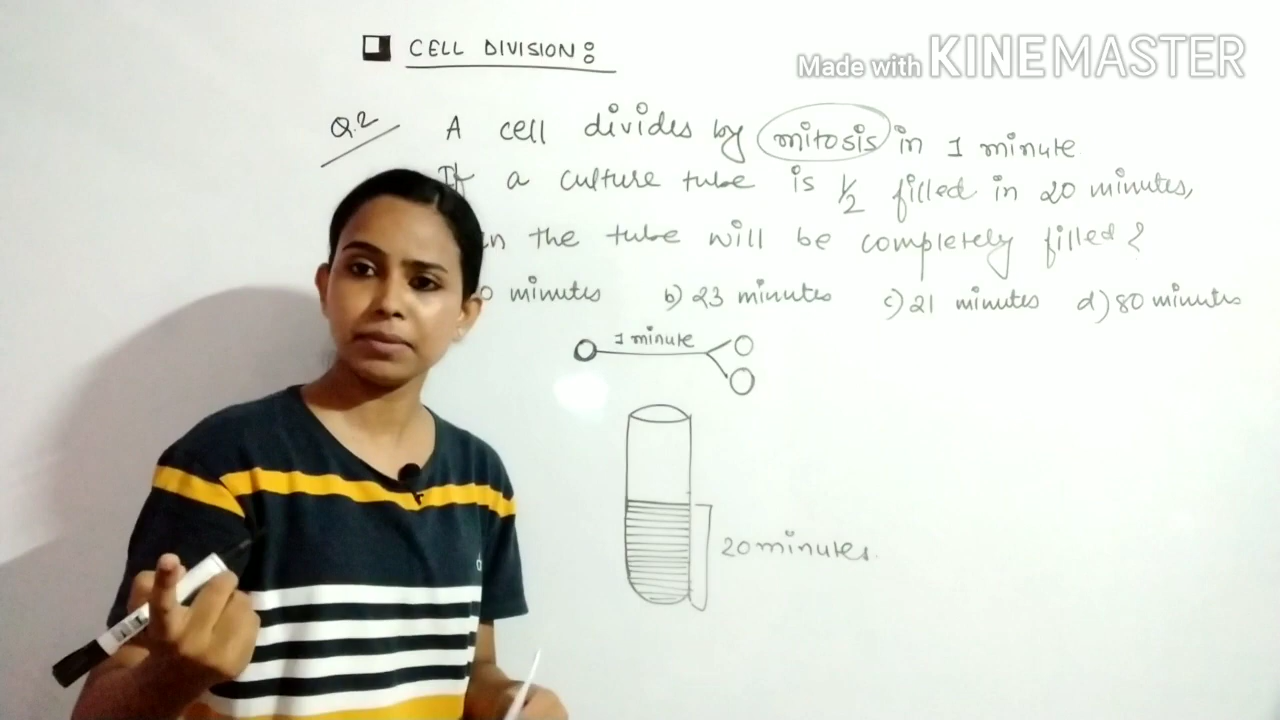 CELL DIVISION:
Made with KINEMASTER
Q.2 A cell divides by mitosis in 1 minute.
If a culture tube is 1/2 filled in 20 minutes,
the tube will be completely filled?
minutes b) 23 minutes c) 21 minutes d) 80 minutes
1 minute
20 minutes.